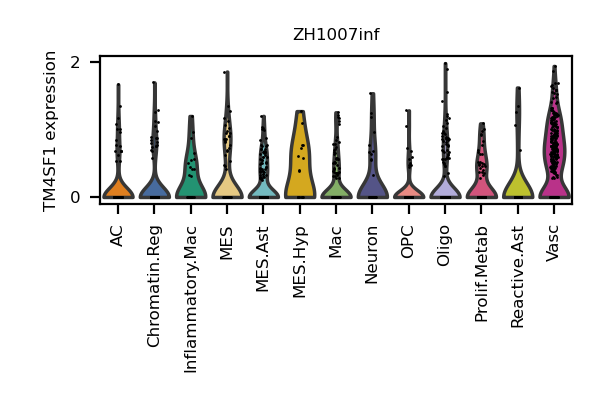 ZH1007inf
TM4SF1 expression
2
0
AC
Chromatin.Reg
Inflammatory.Mac
MES
MES.Ast
MES.Hyp
Mac
Neuron
OPC
Oligo
Prolif.Metab
Reactive.Ast
Vasc